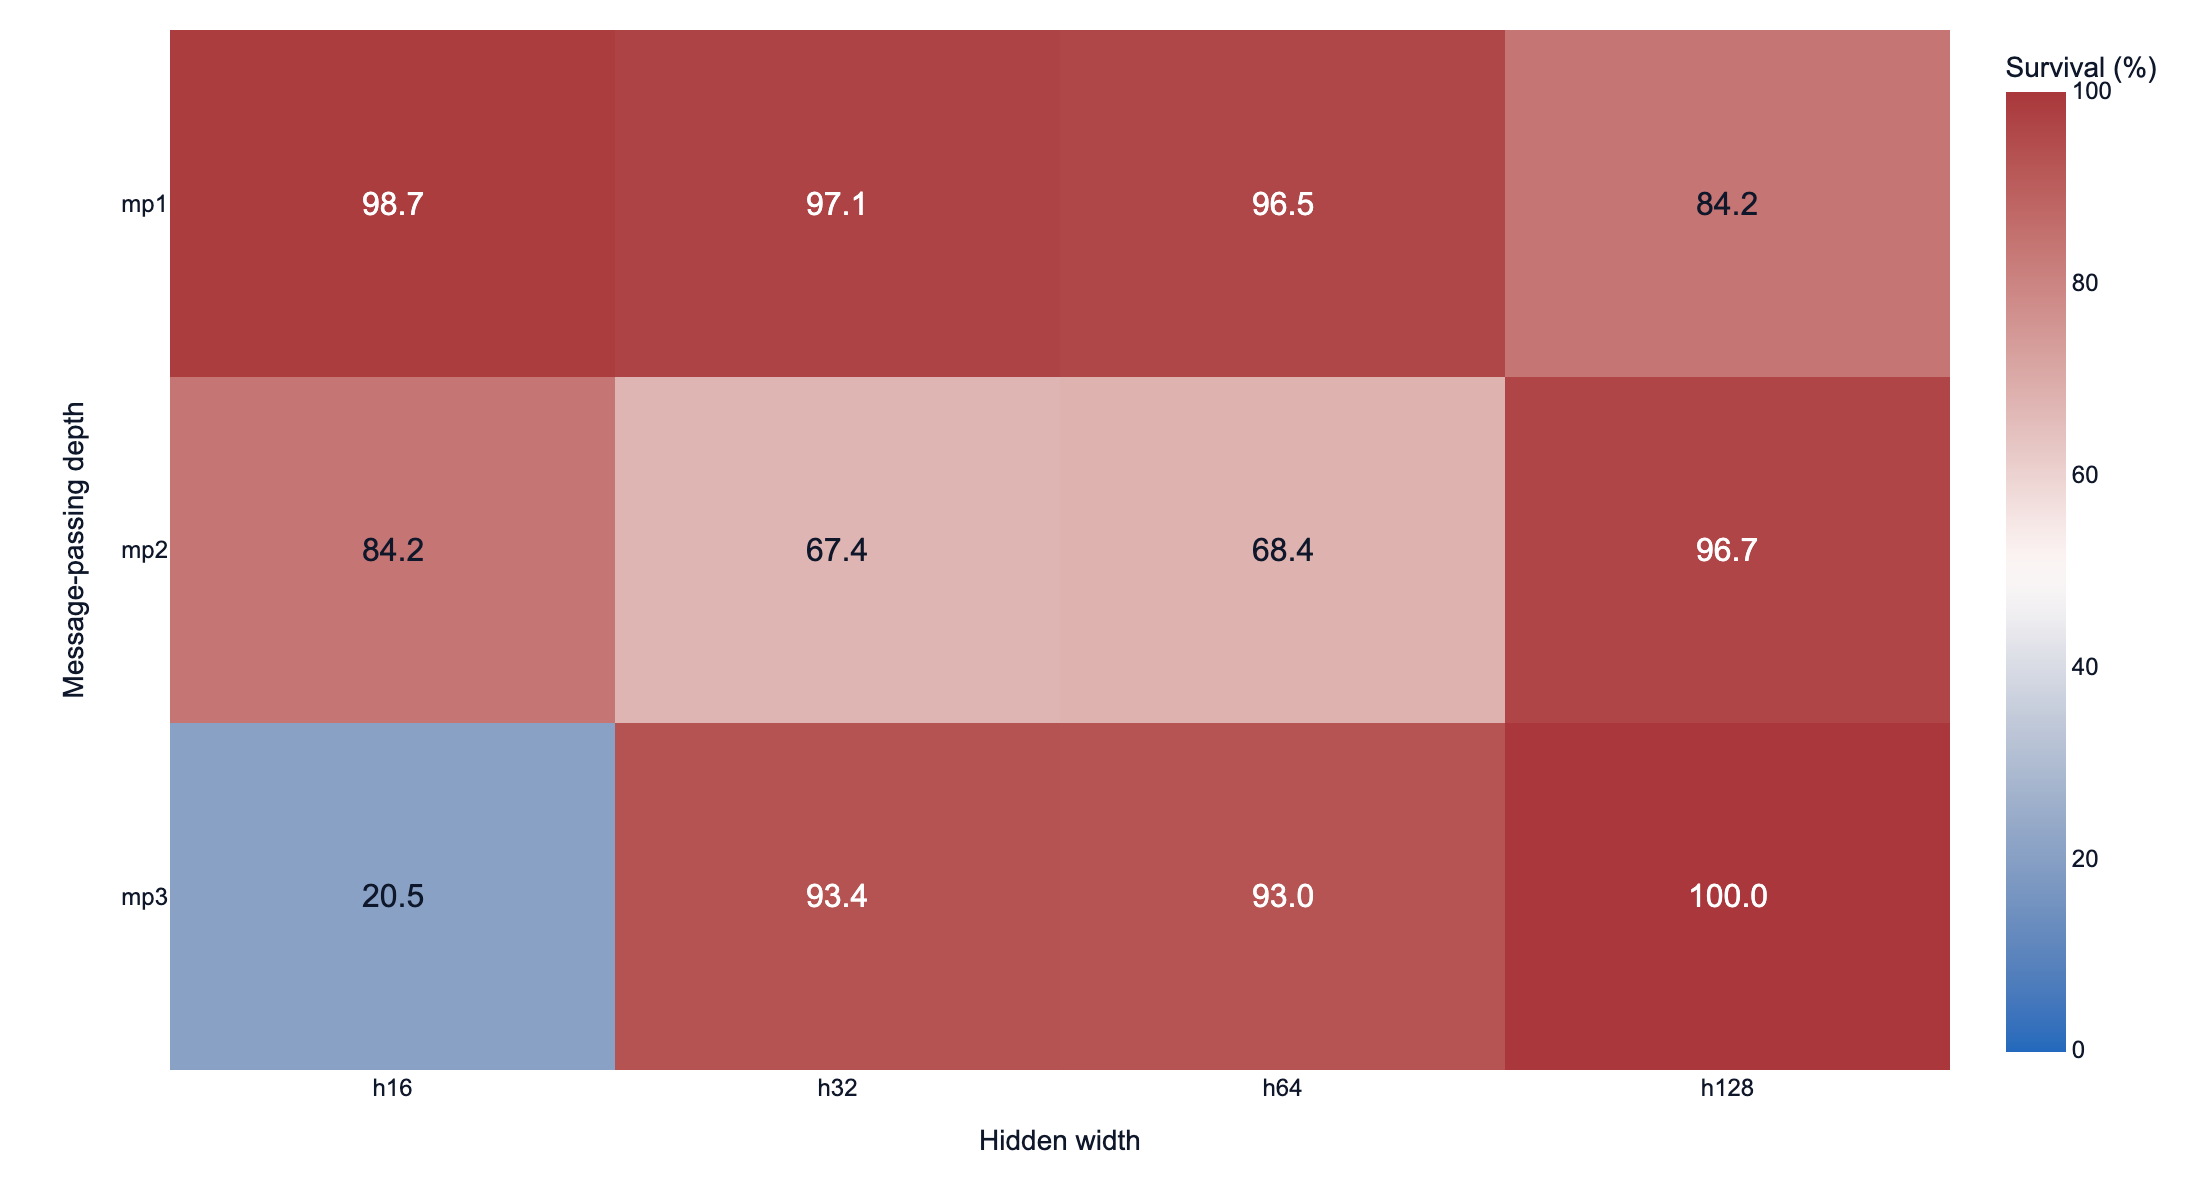 Survival (%)
100
80
60
40
20
0
Message-passing depth
mp1
98.7
97.1
96.5
84.2
mp2
84.2
67.4
68.4
96.7
mp3
20.5
93.4
93.0
100.0
h16
h32
h64
h128
Hidden width